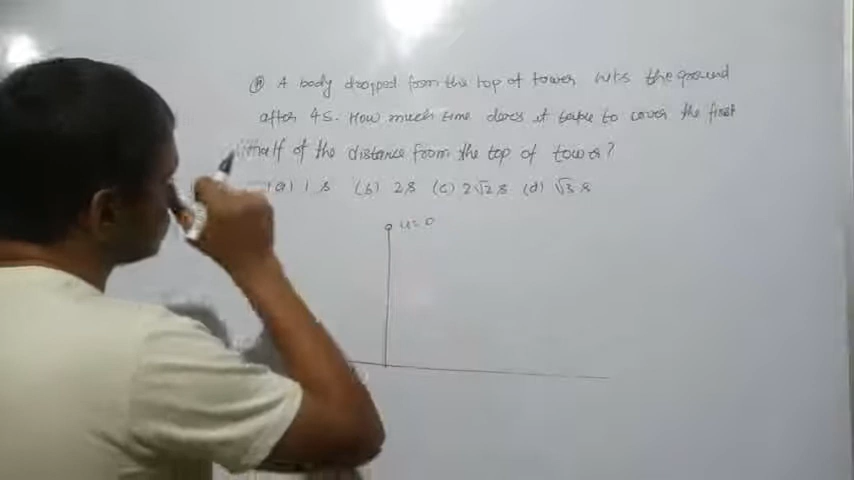 Q A body dropped from the top of tower hits the ground
after 4s. How much time does it take to cover the first
half of the distance from the top of tower?
(a) 1 s (b) 2s (c) 2√2 s (d) √3 s
u=0